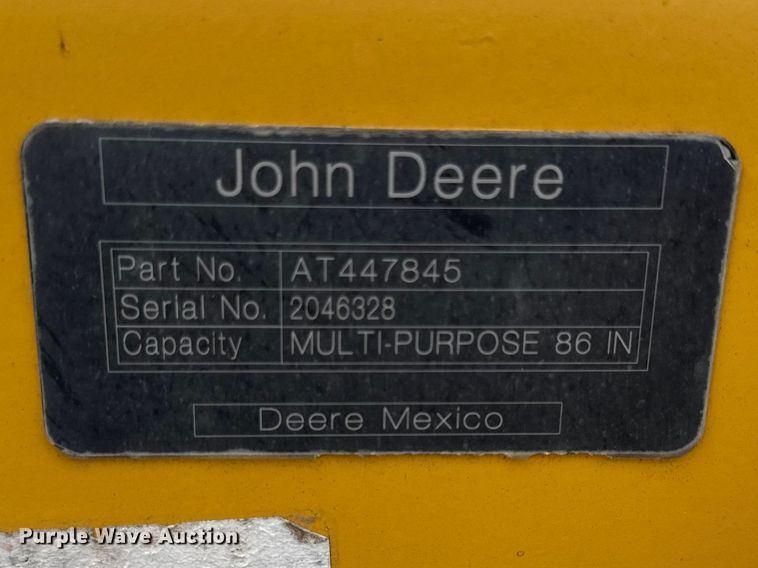 John Deere
Part No. AT447845
Serial No. 2046328
Capacity MULTI-PURPOSE 86 IN
Deere Mexico
Purple Wave Auction